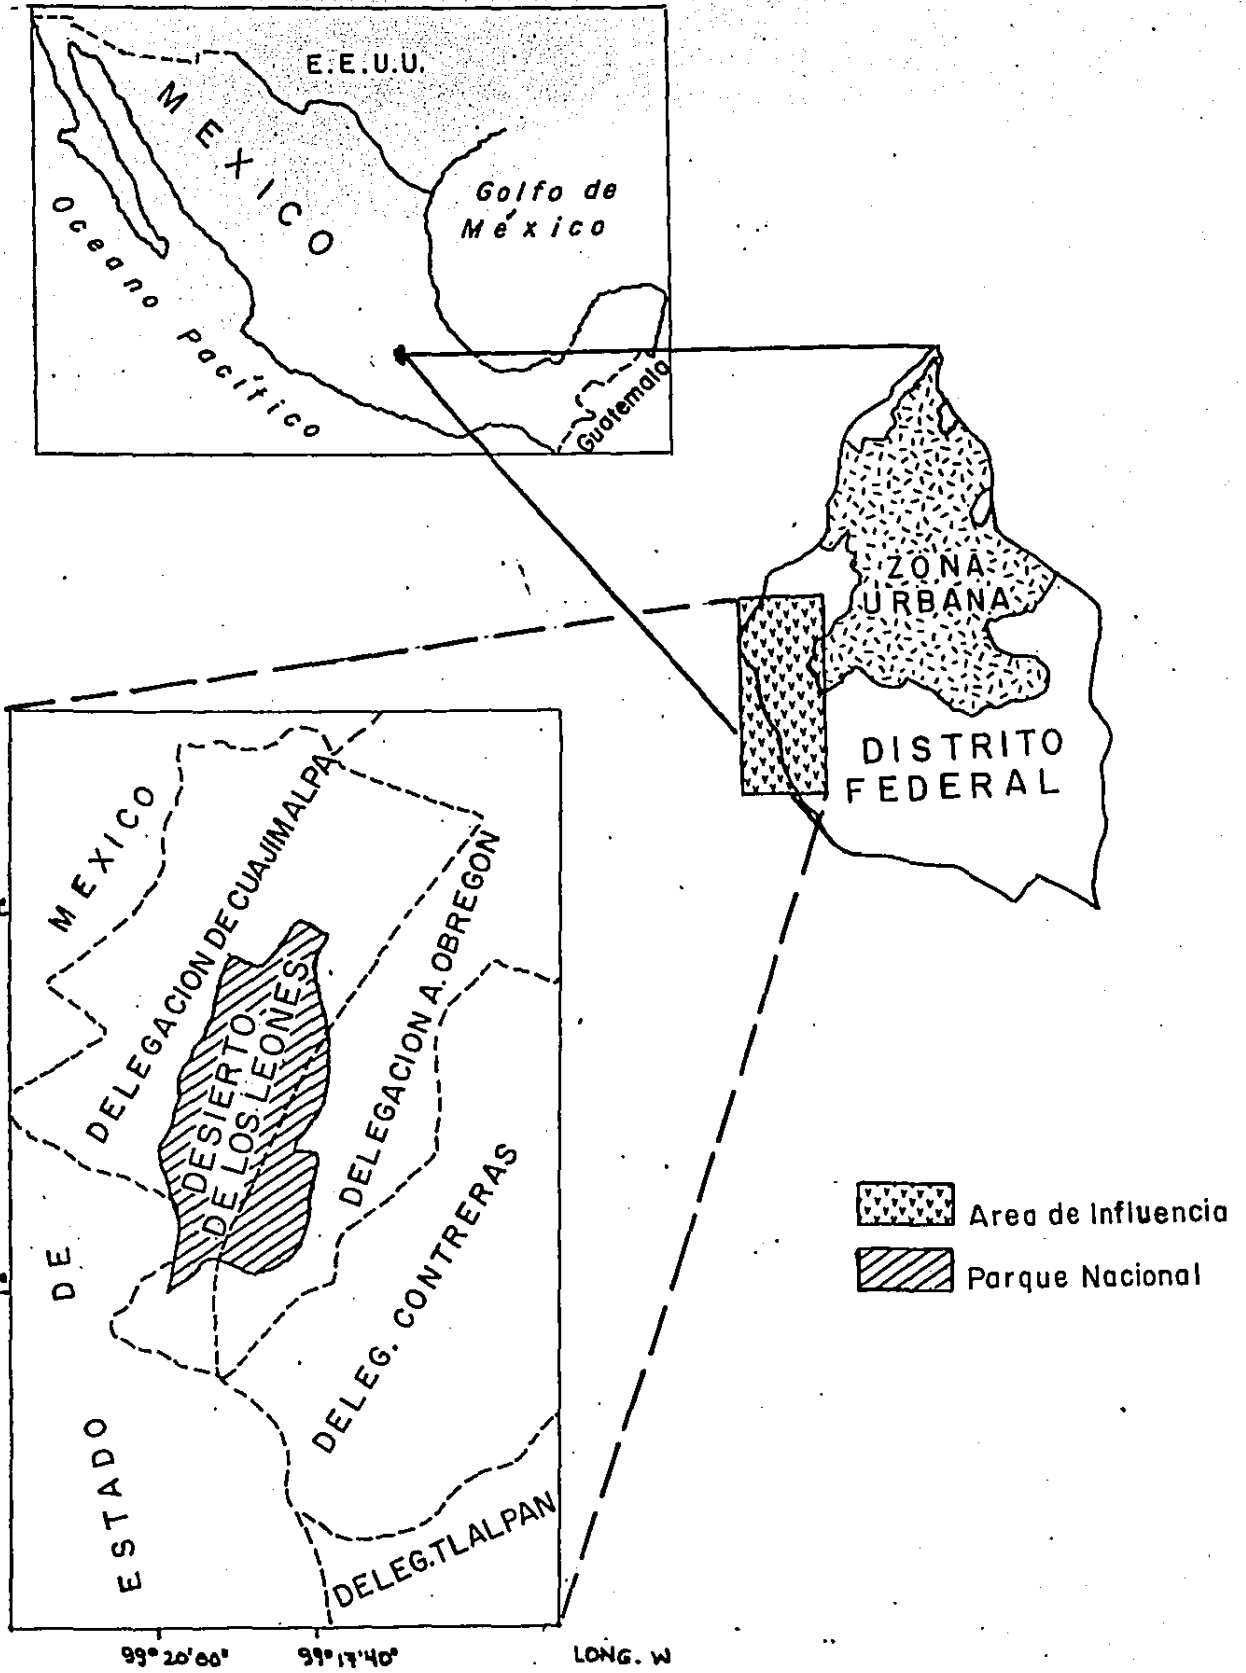 E.E.U.U.
MEXICO
Golfo de
México
Oceano Pacífico
Guatemala
ZONA
URBANA
DISTRITO
FEDERAL
MEXICO
DELEGACION DE CUAJIMALPA
DELEGACION A. OBREGON
DESIERTO
DE LOS LEONES
DELEG. CONTRERAS
DE
ESTADO
DELEG. TLALPAN
Area de Influencia
Parque Nacional
99°20'00"
99°17'40"
LONG. W